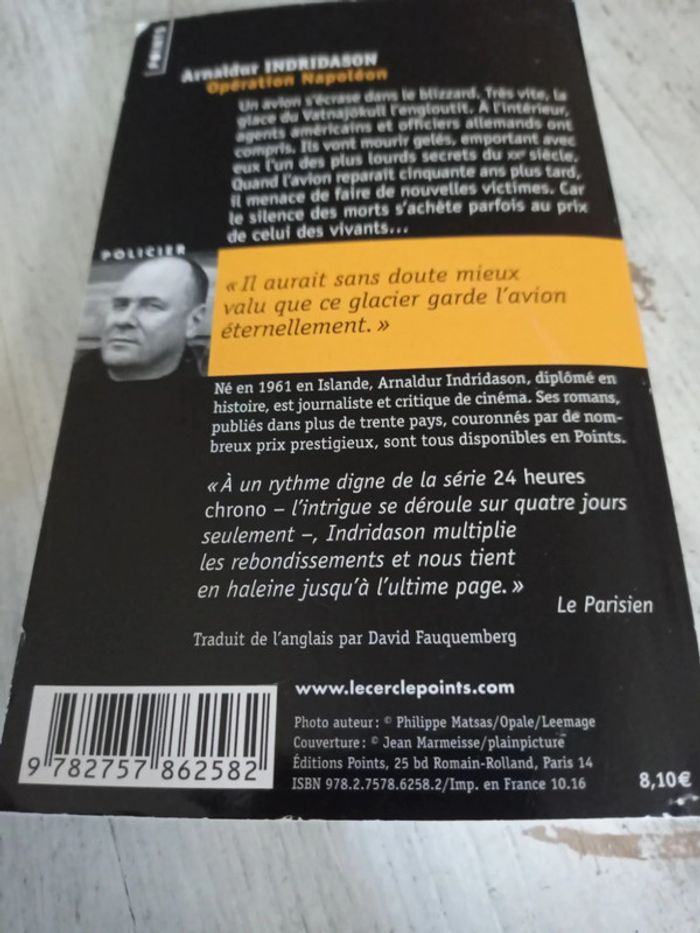 POINTS
Arnaldur INDRIDASON
Opération Napoléon
Un avion s'écrase dans le blizzard. Très vite, la
glace du Vatnajökull l'engloutit. À l'intérieur,
agents américains et officiers allemands ont
compris. Ils vont mourir gelés, emportant avec
eux l'un des plus lourds secrets du XXe siècle.
Quand l'avion reparaît cinquante ans plus tard,
il menace de faire de nouvelles victimes. Car
le silence des morts s'achète parfois au prix
de celui des vivants...
POLICIER
« Il aurait sans doute mieux
valu que ce glacier garde l'avion
éternellement. »
Né en 1961 en Islande, Arnaldur Indridason, diplômé en
histoire, est journaliste et critique de cinéma. Ses romans,
publiés dans plus de trente pays, couronnés par de nom-
breux prix prestigieux, sont tous disponibles en Points.
« À un rythme digne de la série 24 heures
chrono – l'intrigue se déroule sur quatre jours
seulement –, Indridason multiplie
les rebondissements et nous tient
en haleine jusqu'à l'ultime page. »
Le Parisien
Traduit de l'anglais par David Fauquemberg
www.lecerclepoints.com
Photo auteur : © Philippe Matsas/Opale/Leemage
Couverture : © Jean Marmeisse/plainpicture
Éditions Points, 25 bd Romain-Rolland, Paris 14
ISBN 978.2.7578.6258.2/Imp. en France 10.16
8,10€
9 782757 862582